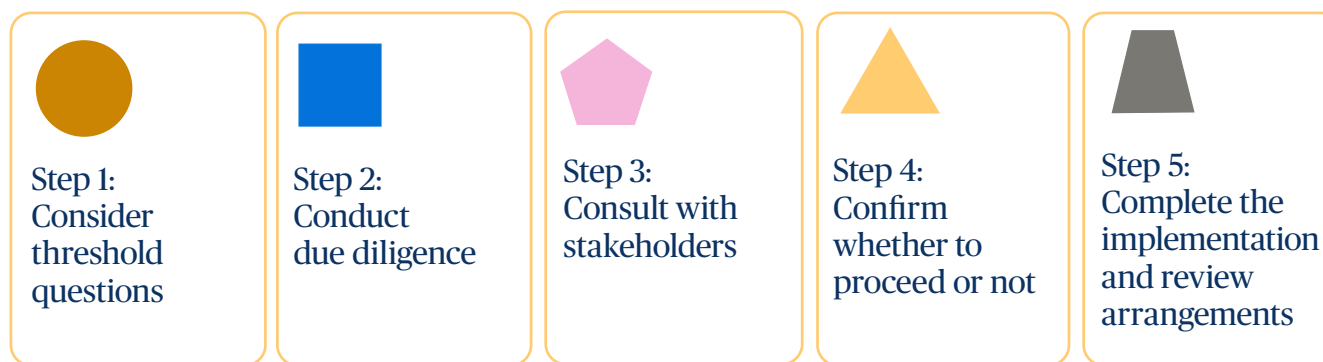 Step 1:
Consider
threshold
questions
Step 2:
Conduct
due diligence
Step 3:
Consult with
stakeholders
Step 4:
Confirm
whether to
proceed or not
Step 5:
Complete the
implementation
and review
arrangements